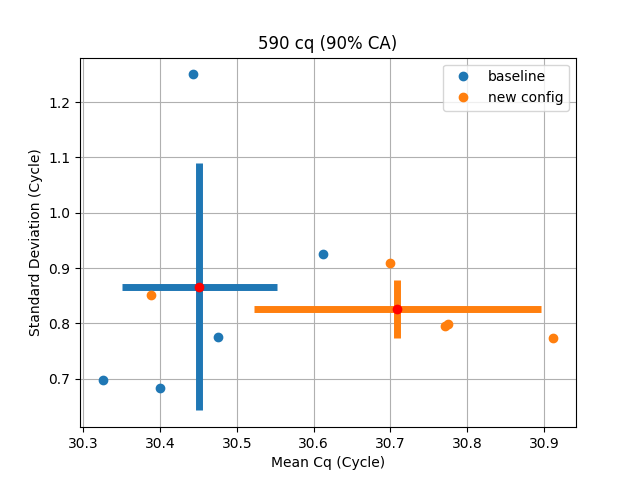 590 cq (90% CA)
baseline
new config
Standard Deviation (Cycle)
1.2
1.1
1.0
0.9
0.8
0.7
30.3 30.4 30.5 30.6 30.7 30.8 30.9
Mean Cq (Cycle)